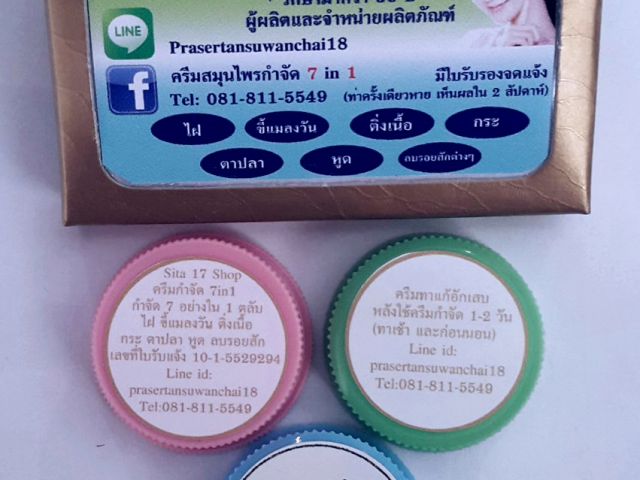 ผู้ผลิตและจำหน่ายผลิตภัณฑ์
LINE
Prasertansuwanchai18
f
ครีมสมุนไพรกำจัด 7 in 1 มีใบรับรองจดแจ้ง
Tel: 081-811-5549 (ทาครั้งเดียวหาย เห็นผลใน 2 สัปดาห์)
ไฝ ขี้แมลงวัน ติ่งเนื้อ กระ
ตาปลา หูด ลบรอยสักต่างๆ
Sita 17 Shop
ครีมกำจัด 7in1
กำจัด 7 อย่างใน 1 ตลับ
ไฝ ขี้แมลงวัน ติ่งเนื้อ
กระ ตาปลา หูด ลบรอยสัก
เลขที่ใบรับแจ้ง 10-1-5529294
Line id:
prasertansuwanchai18
Tel:081-811-5549
ครีมทาแก้อักเสบ
หลังใช้ครีมกำจัด 1-2 วัน
(ทาเช้า และก่อนนอน)
Line id:
prasertansuwanchai18
Tel:081-811-5549